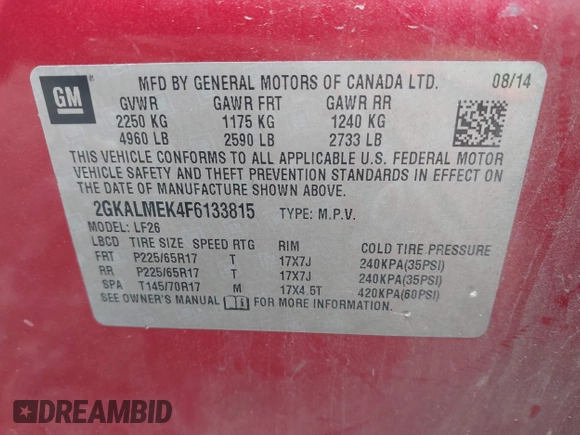 GM
MFD BY GENERAL MOTORS OF CANADA LTD. 08/14
GVWR GAWR FRT GAWR RR
2250 KG 1175 KG 1240 KG
4960 LB 2590 LB 2733 LB
THIS VEHICLE CONFORMS TO ALL APPLICABLE U.S. FEDERAL MOTOR
VEHICLE SAFETY AND THEFT PREVENTION STANDARDS IN EFFECT ON
THE DATE OF MANUFACTURE SHOWN ABOVE.
2GKALMEK4F6133815 TYPE: M.P.V.
MODEL: LF26
LBCD TIRE SIZE SPEED RTG RIM COLD TIRE PRESSURE
FRT P225/65R17 T 17X7J 240KPA(35PSI)
RR P225/65R17 T 17X7J 240KPA(35PSI)
SPA T145/70R17 M 17X4.5T 420KPA(60PSI)
SEE OWNER'S MANUAL FOR MORE INFORMATION.
DREAMBID